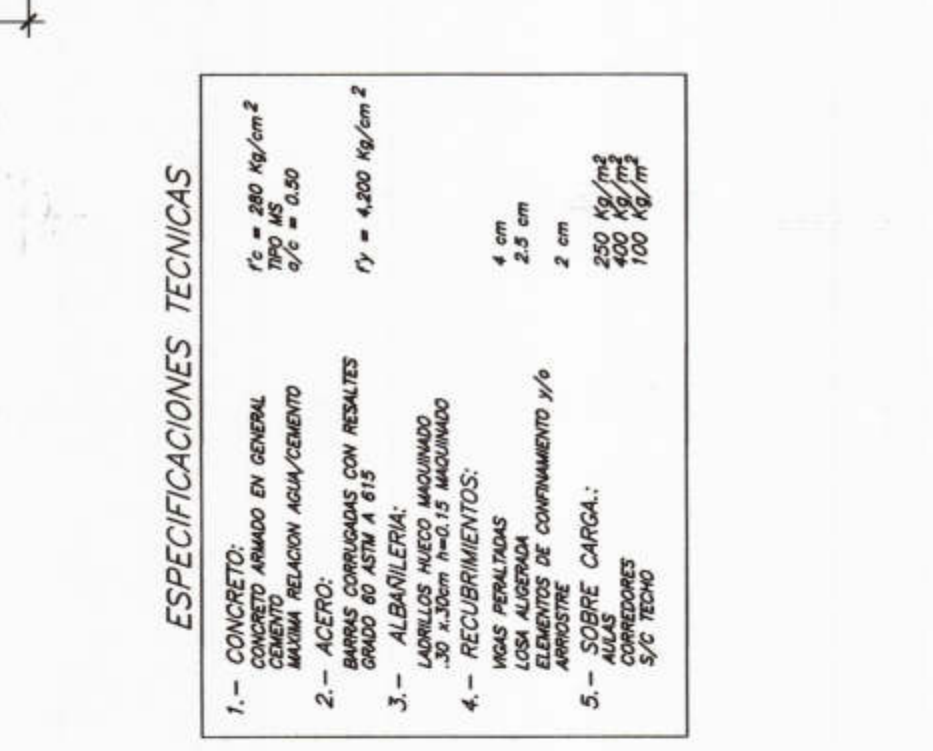 ESPECIFICACIONES TECNICAS
1.- CONCRETO:
CONCRETO ARMADO EN GENERAL f'c = 280 Kg/cm2
CEMENTO TIPO MS
MAXIMA RELACION AGUA/CEMENTO a/c = 0.50
2.- ACERO:
BARRAS CORRUGADAS CON RESALTES f'y = 4,200 Kg/cm2
GRADO 60 ASTM A 615
3.- ALBAÑILERIA:
LADRILLOS HUECO MAQUINADO
.30 x.30cm h=0.15 MAQUINADO
4.- RECUBRIMIENTOS:
VIGAS PERALTADAS 4 cm
LOSA ALIGERADA 2.5 cm
ELEMENTOS DE CONFINAMIENTO y/o
ARRIOSTRE 2 cm
5.- SOBRE CARGA.:
AULAS 250 Kg/m2
CORREDORES 400 Kg/m2
S/C TECHO 100 Kg/m2